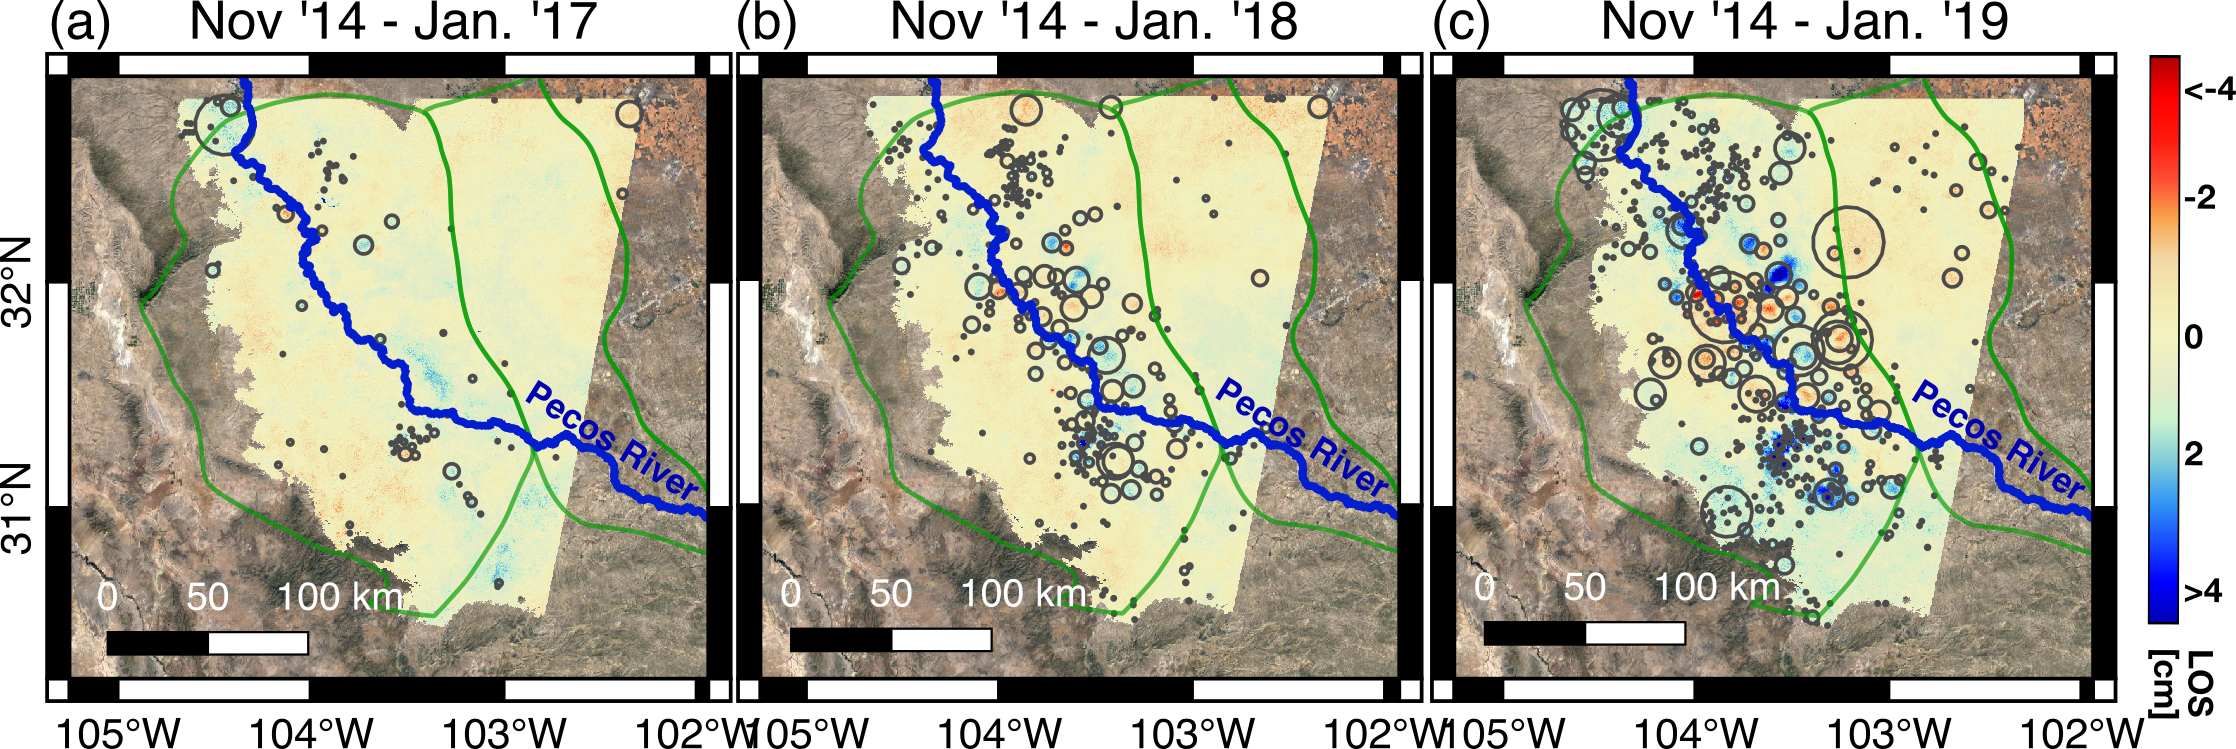 (a) Nov '14 - Jan. '17
(b) Nov '14 - Jan. '18
(c) Nov '14 - Jan. '19
32°N
31°N
Pecos River
0 50 100 km
105°W 104°W 103°W 102°W
Pecos River
0 50 100 km
105°W 104°W 103°W 102°W
Pecos River
0 50 100 km
105°W 104°W 103°W 102°W
<-4
-2
0
2
>4
LOS
[cm]